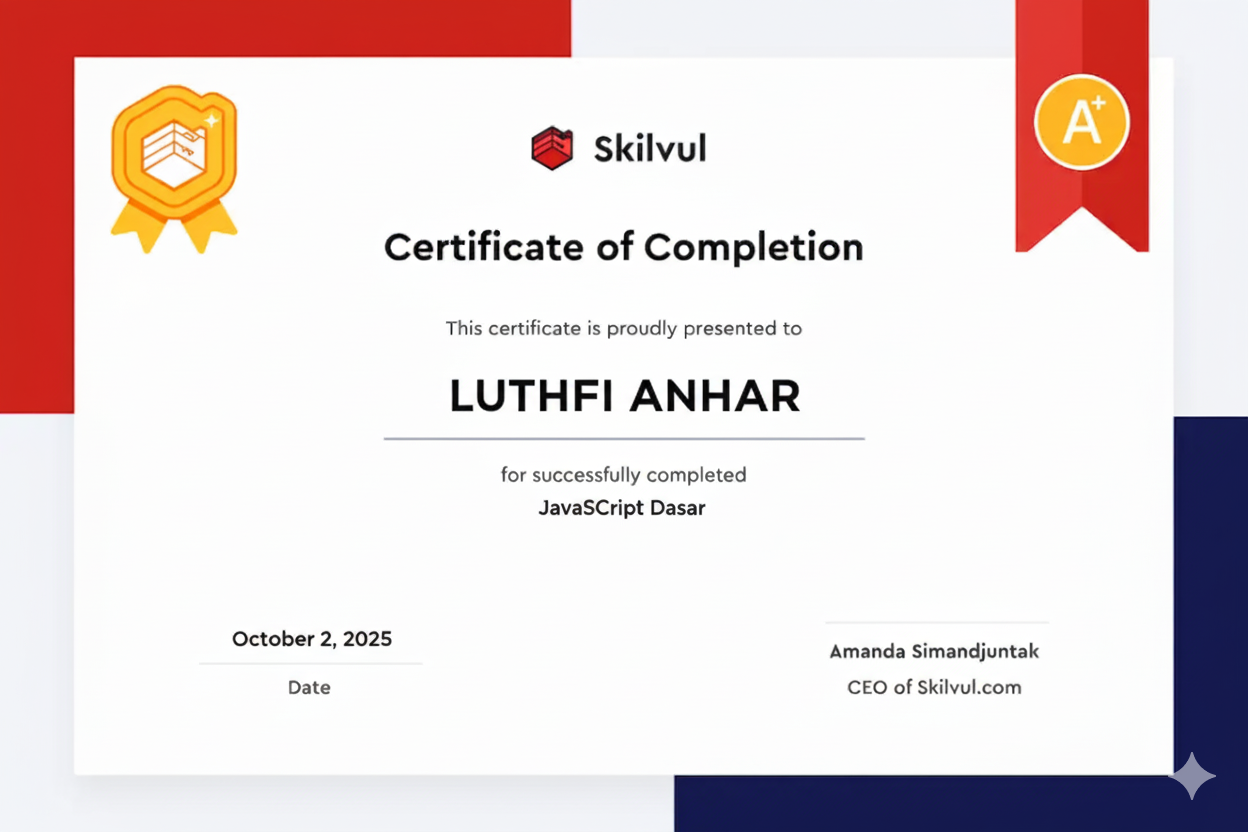 Skilvul
A+
Certificate of Completion
This certificate is proudly presented to
LUTHFI ANHAR
for successfully completed
JavaSCript Dasar
October 2, 2025
Date
Amanda Simandjuntak
CEO of Skilvul.com